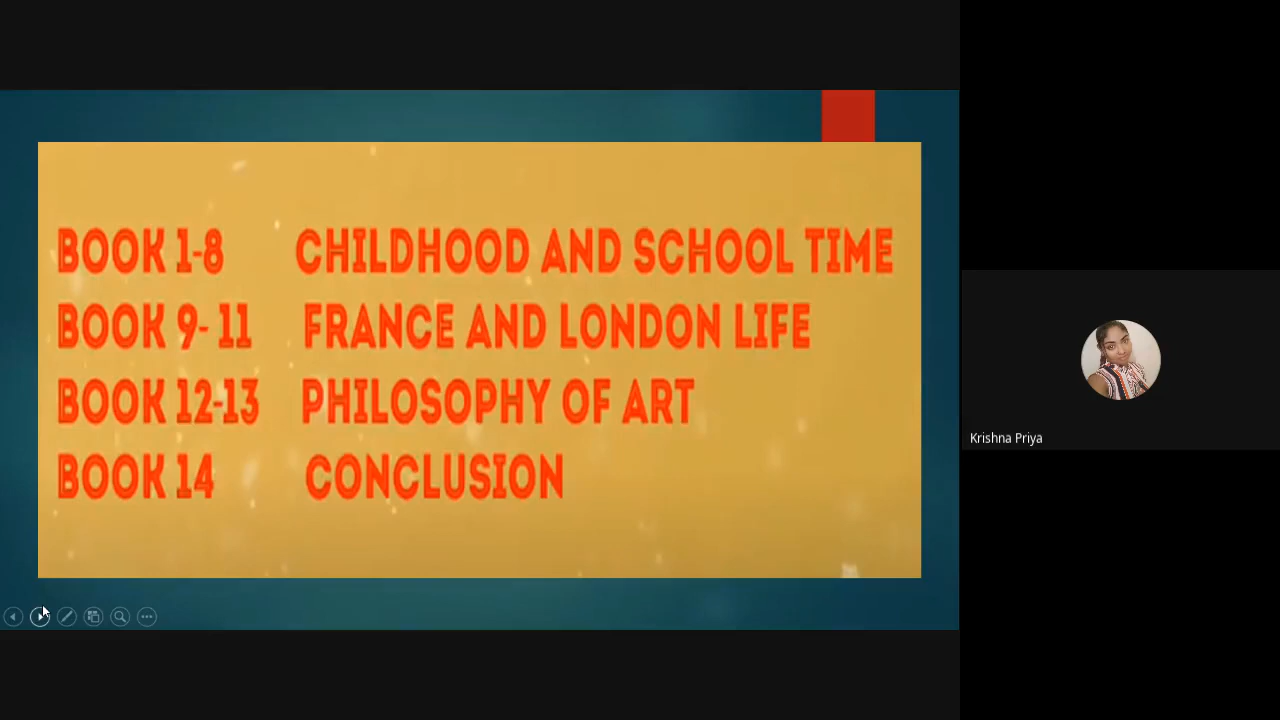 BOOK 1-8 CHILDHOOD AND SCHOOL TIME
BOOK 9- 11 FRANCE AND LONDON LIFE
BOOK 12-13 PHILOSOPHY OF ART
BOOK 14 CONCLUSION
Krishna Priya